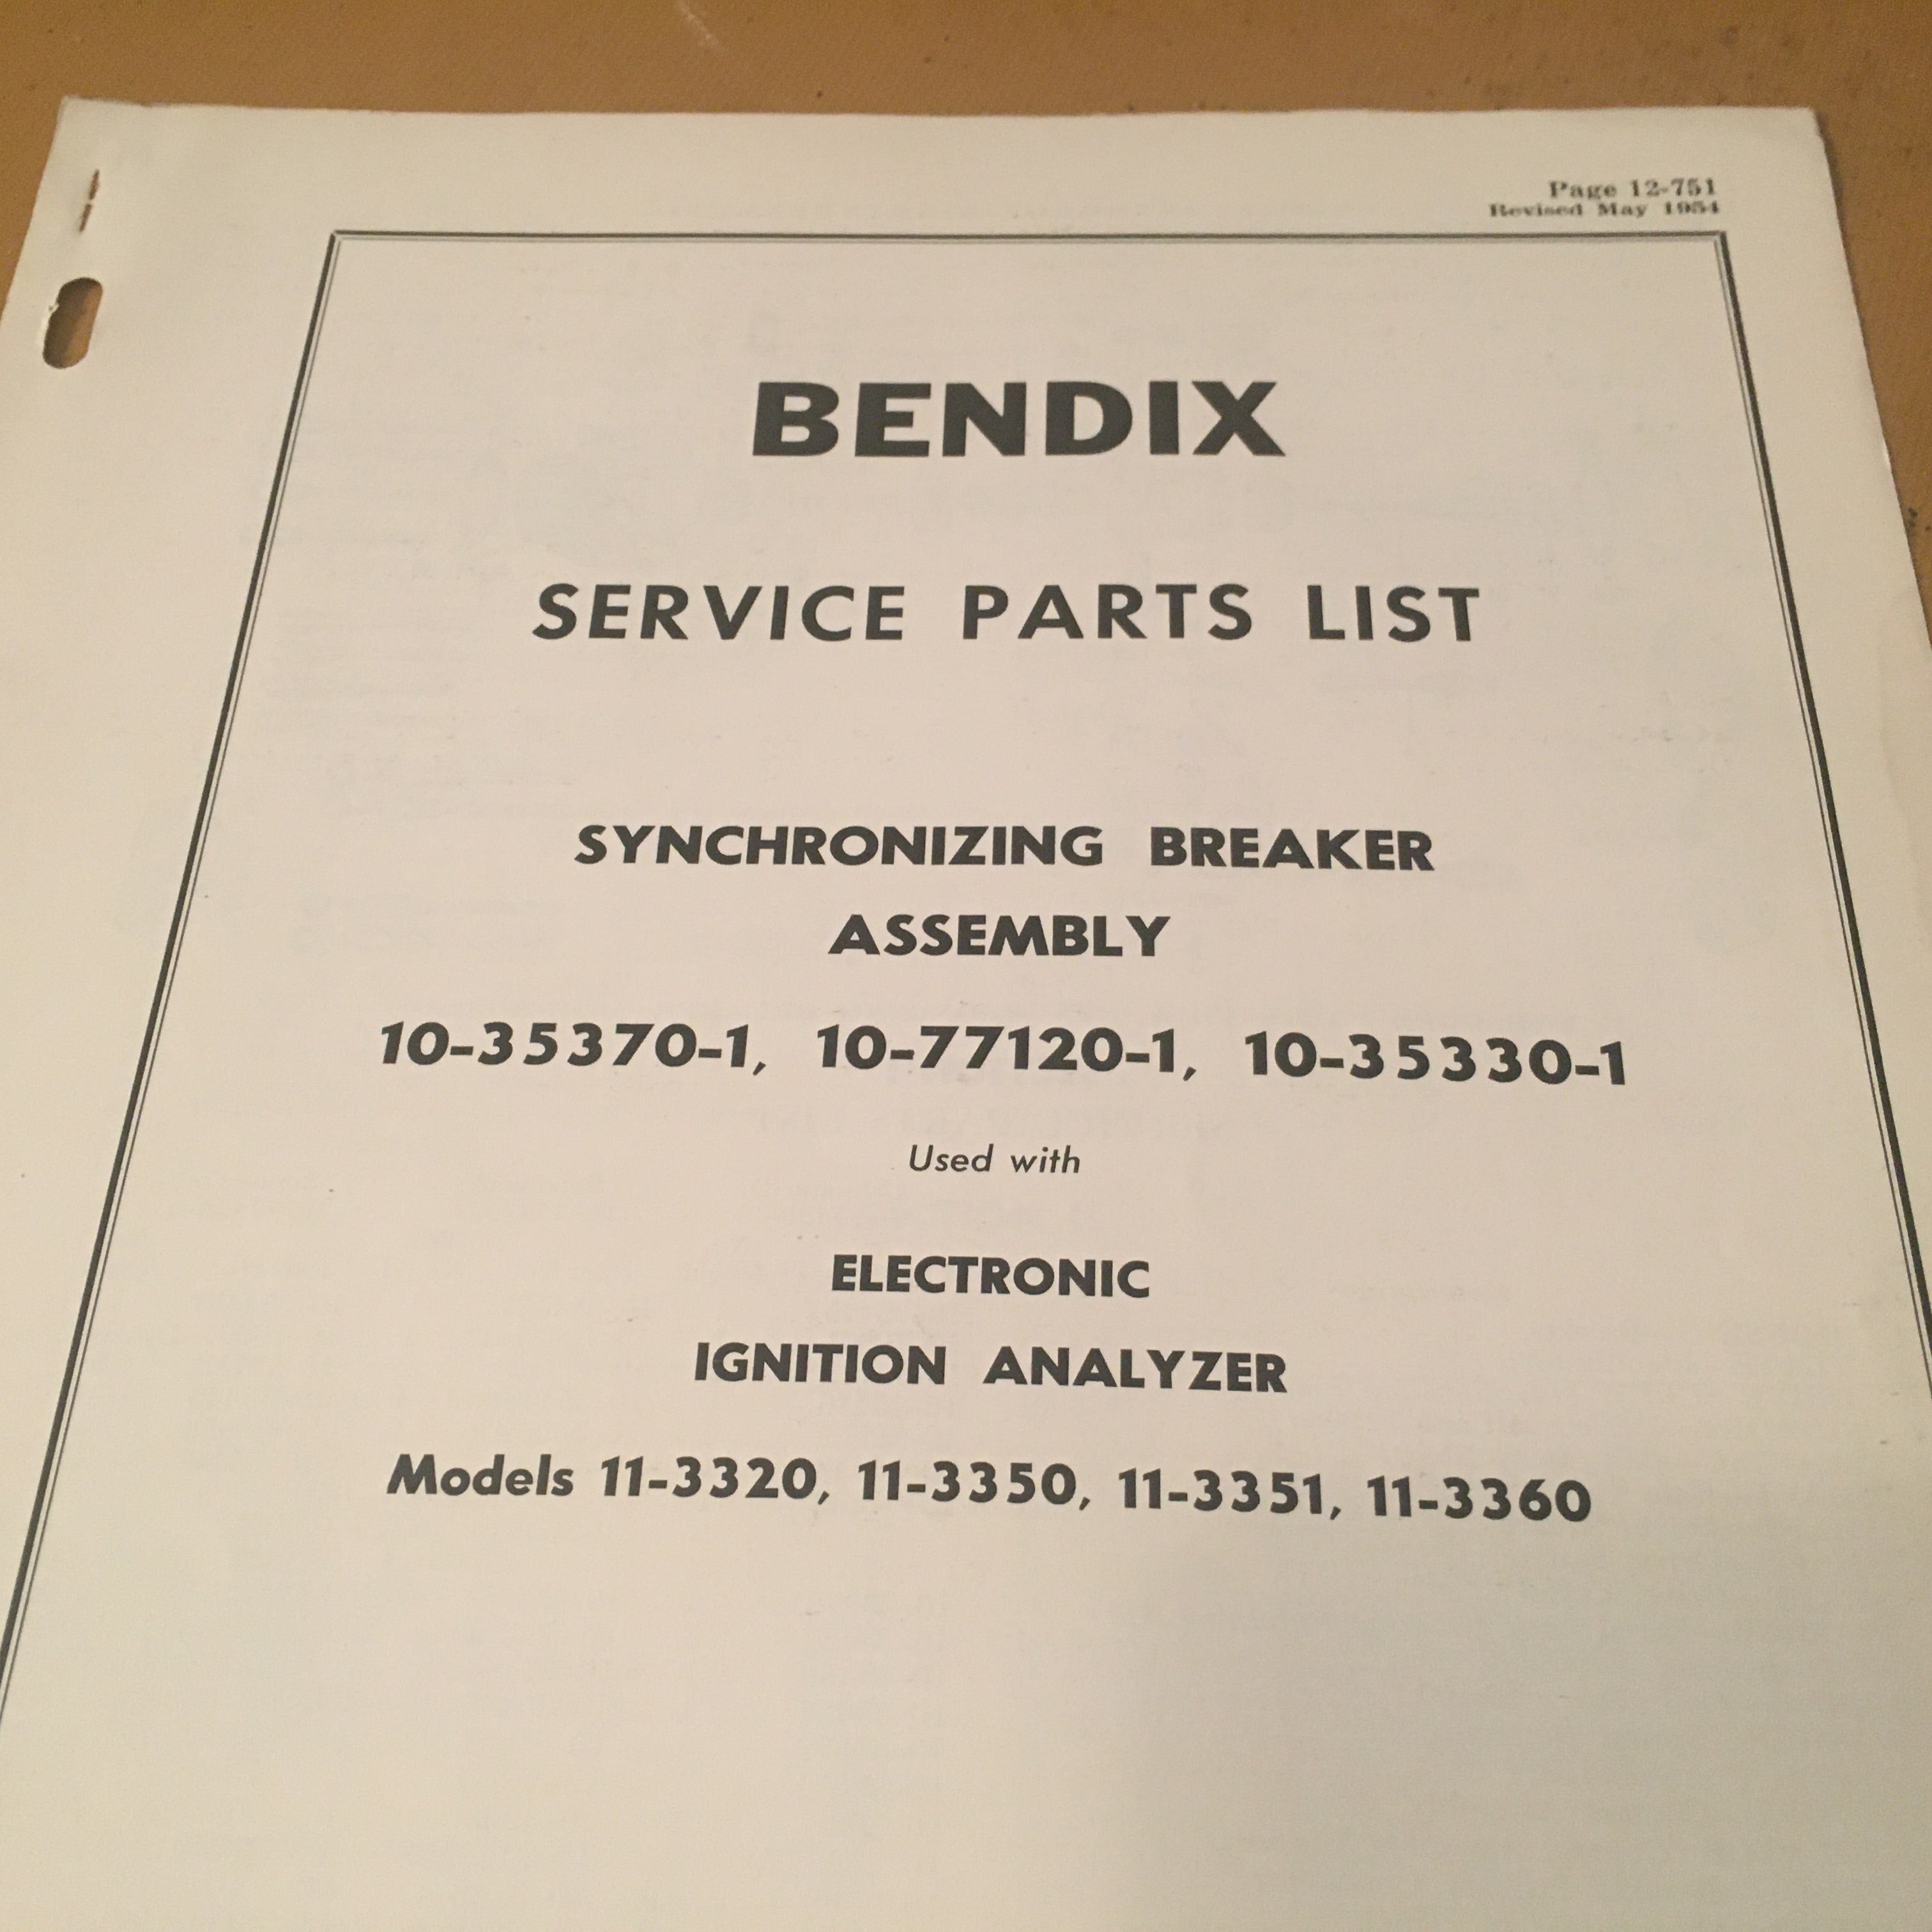 Page 12-751
Revised May 1954
BENDIX
SERVICE PARTS LIST
SYNCHRONIZING BREAKER
ASSEMBLY
10-35370-1, 10-77120-1, 10-35330-1
Used with
ELECTRONIC
IGNITION ANALYZER
Models 11-3320, 11-3350, 11-3351, 11-3360